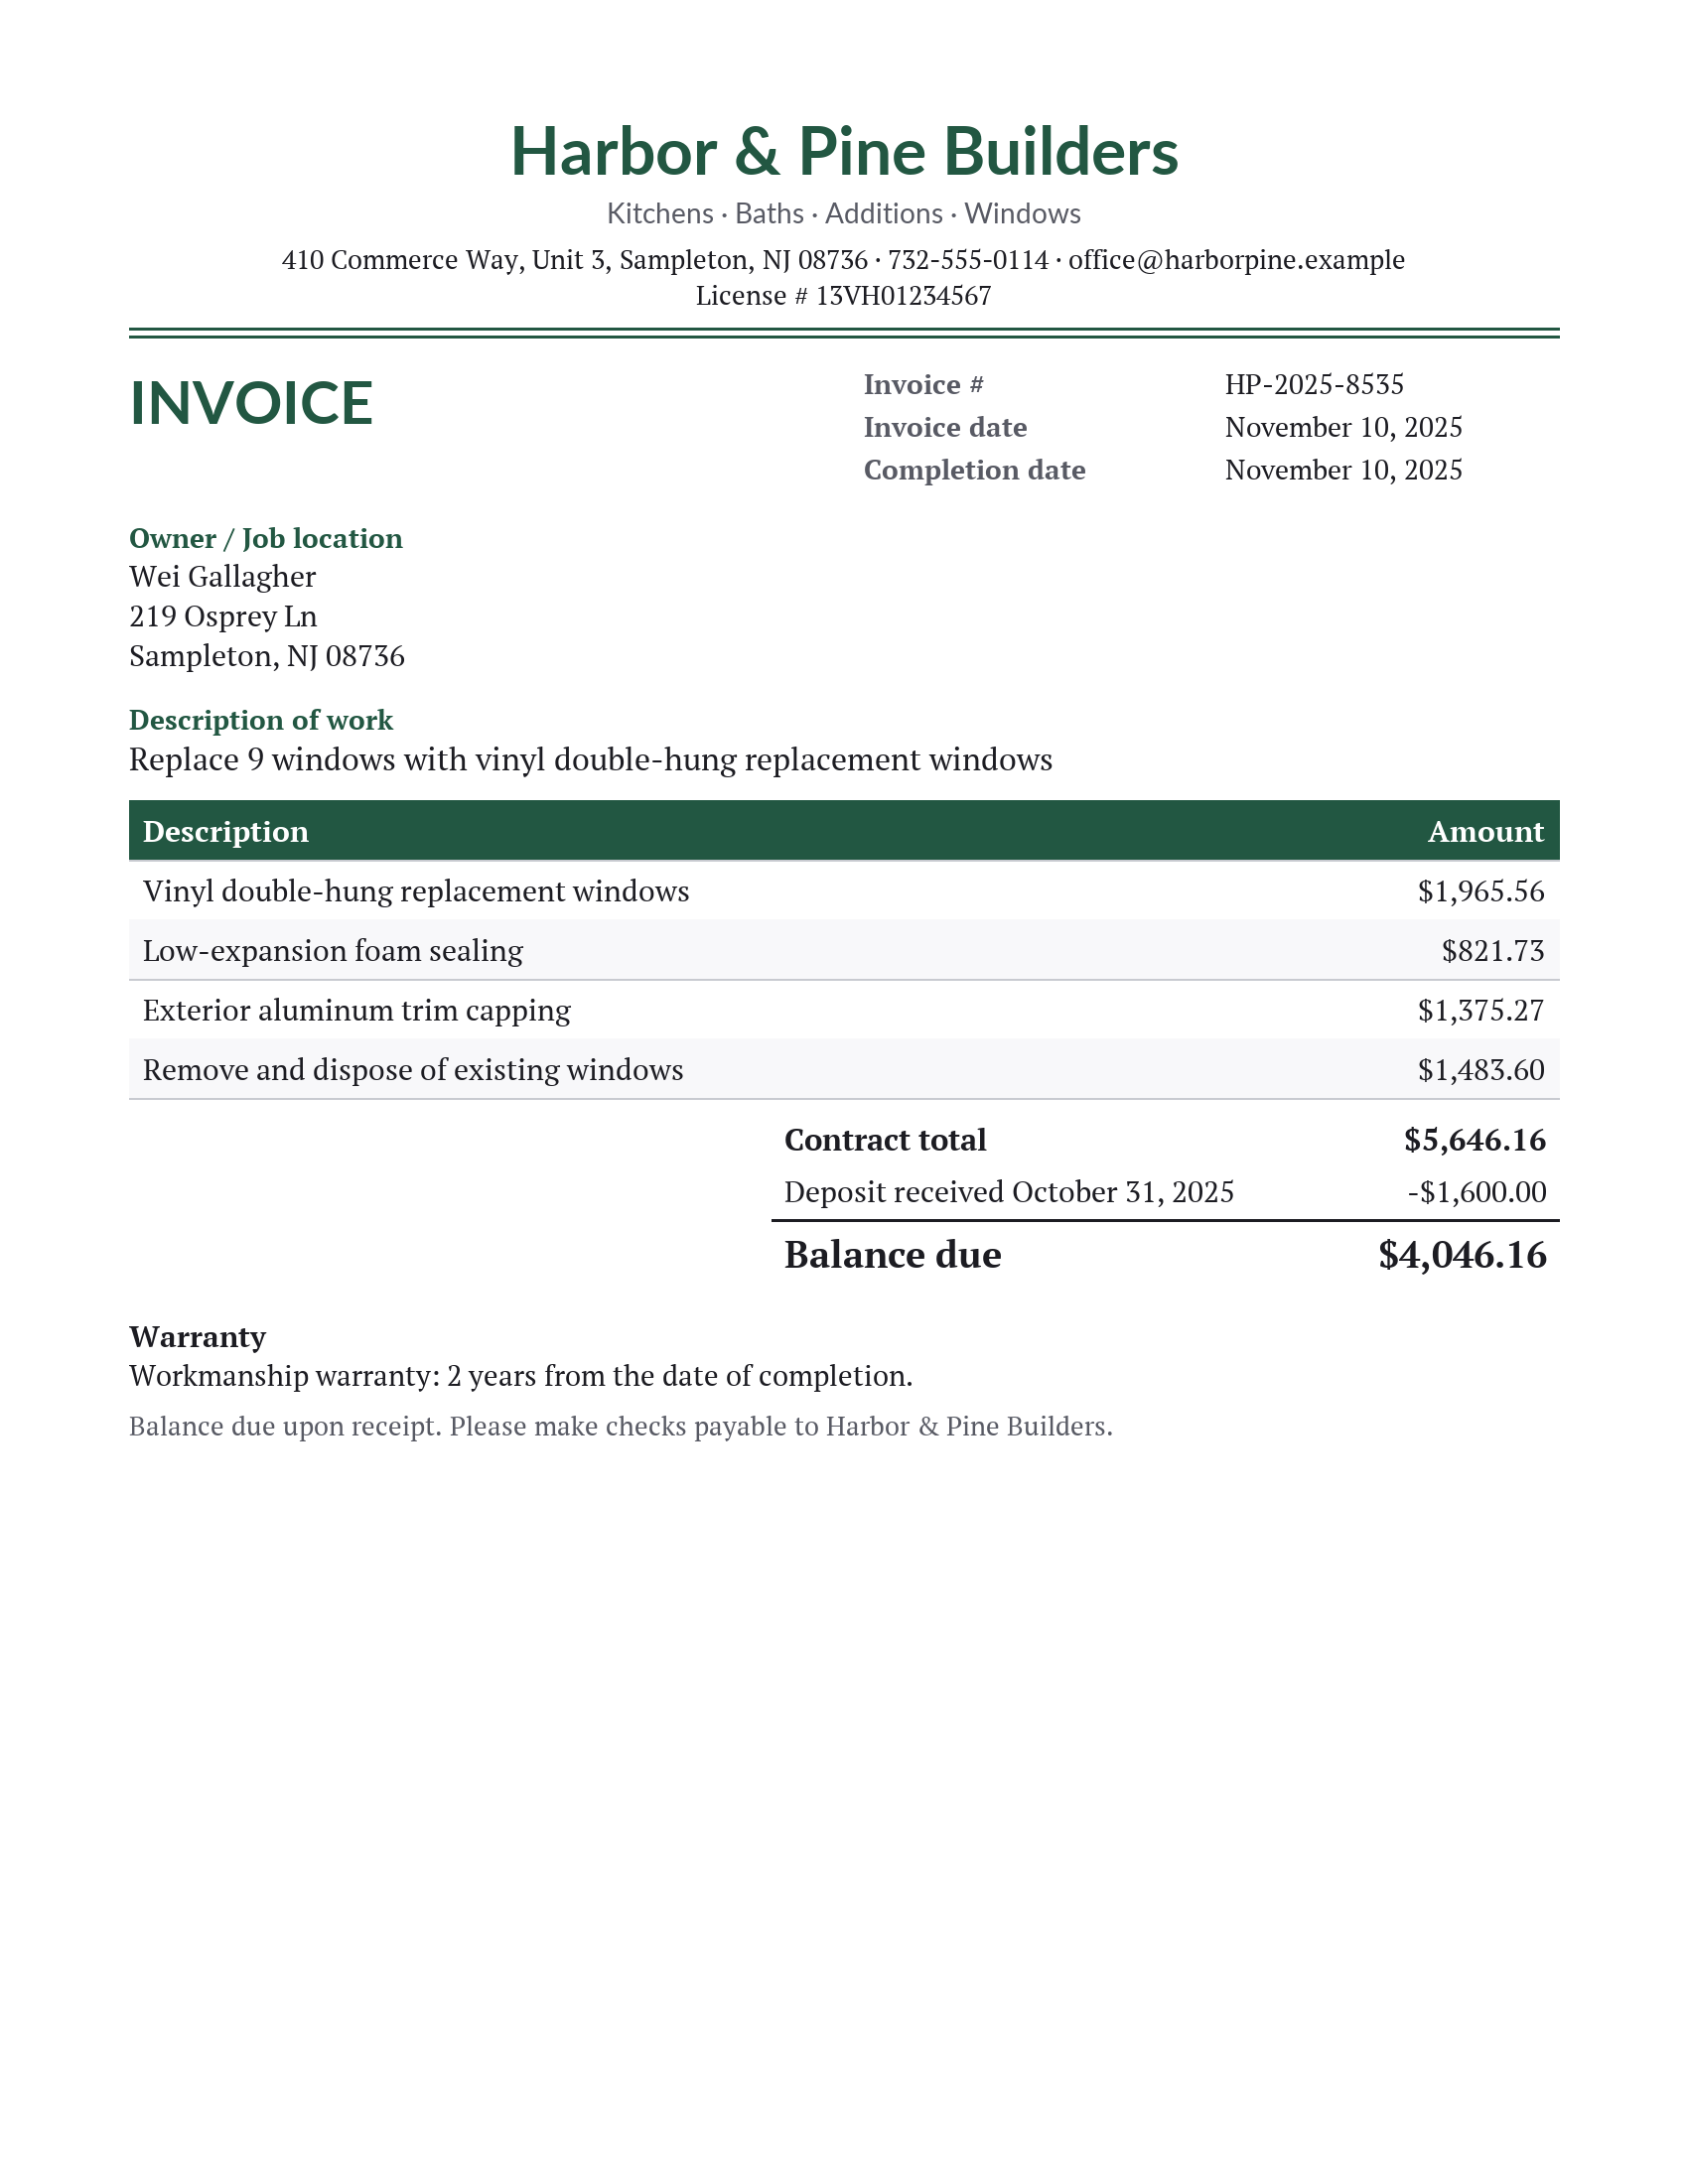 Harbor & Pine Builders
Kitchens · Baths · Additions · Windows
410 Commerce Way, Unit 3, Sampleton, NJ 08736 · 732-555-0114 · office@harborpine.example
License # 13VH01234567
INVOICE
Invoice # HP-2025-8535
Invoice date November 10, 2025
Completion date November 10, 2025
Owner / Job location
Wei Gallagher
219 Osprey Ln
Sampleton, NJ 08736
Description of work
Replace 9 windows with vinyl double-hung replacement windows
Description Amount
Vinyl double-hung replacement windows $1,965.56
Low-expansion foam sealing $821.73
Exterior aluminum trim capping $1,375.27
Remove and dispose of existing windows $1,483.60
Contract total $5,646.16
Deposit received October 31, 2025 -$1,600.00
Balance due $4,046.16
Warranty
Workmanship warranty: 2 years from the date of completion.
Balance due upon receipt. Please make checks payable to Harbor & Pine Builders.